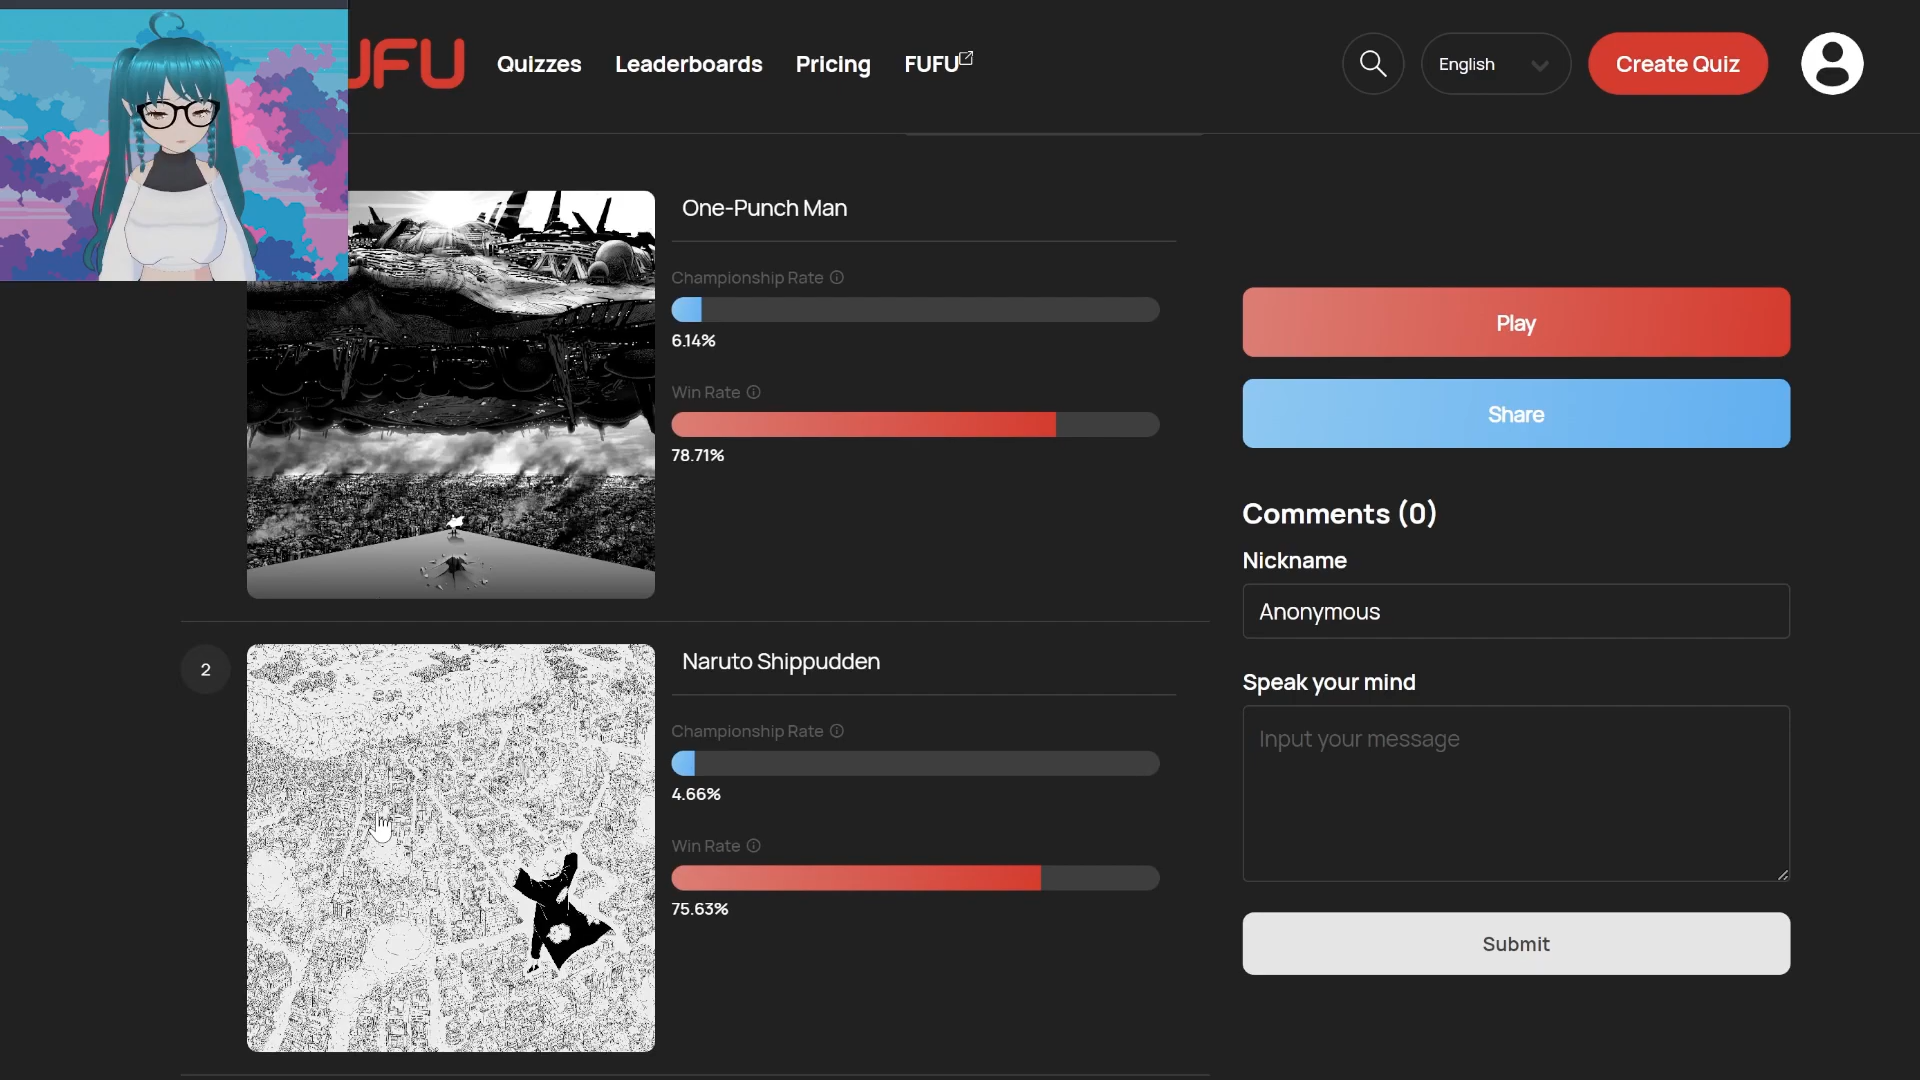 UFU
Quizzes
Leaderboards
Pricing
FUFU
English
Create Quiz
One-Punch Man
Championship Rate
6.14%
Win Rate
78.71%
2
Naruto Shippudden
Championship Rate
4.66%
Win Rate
75.63%
Play
Share
Comments (0)
Nickname
Anonymous
Speak your mind
Input your message
Submit